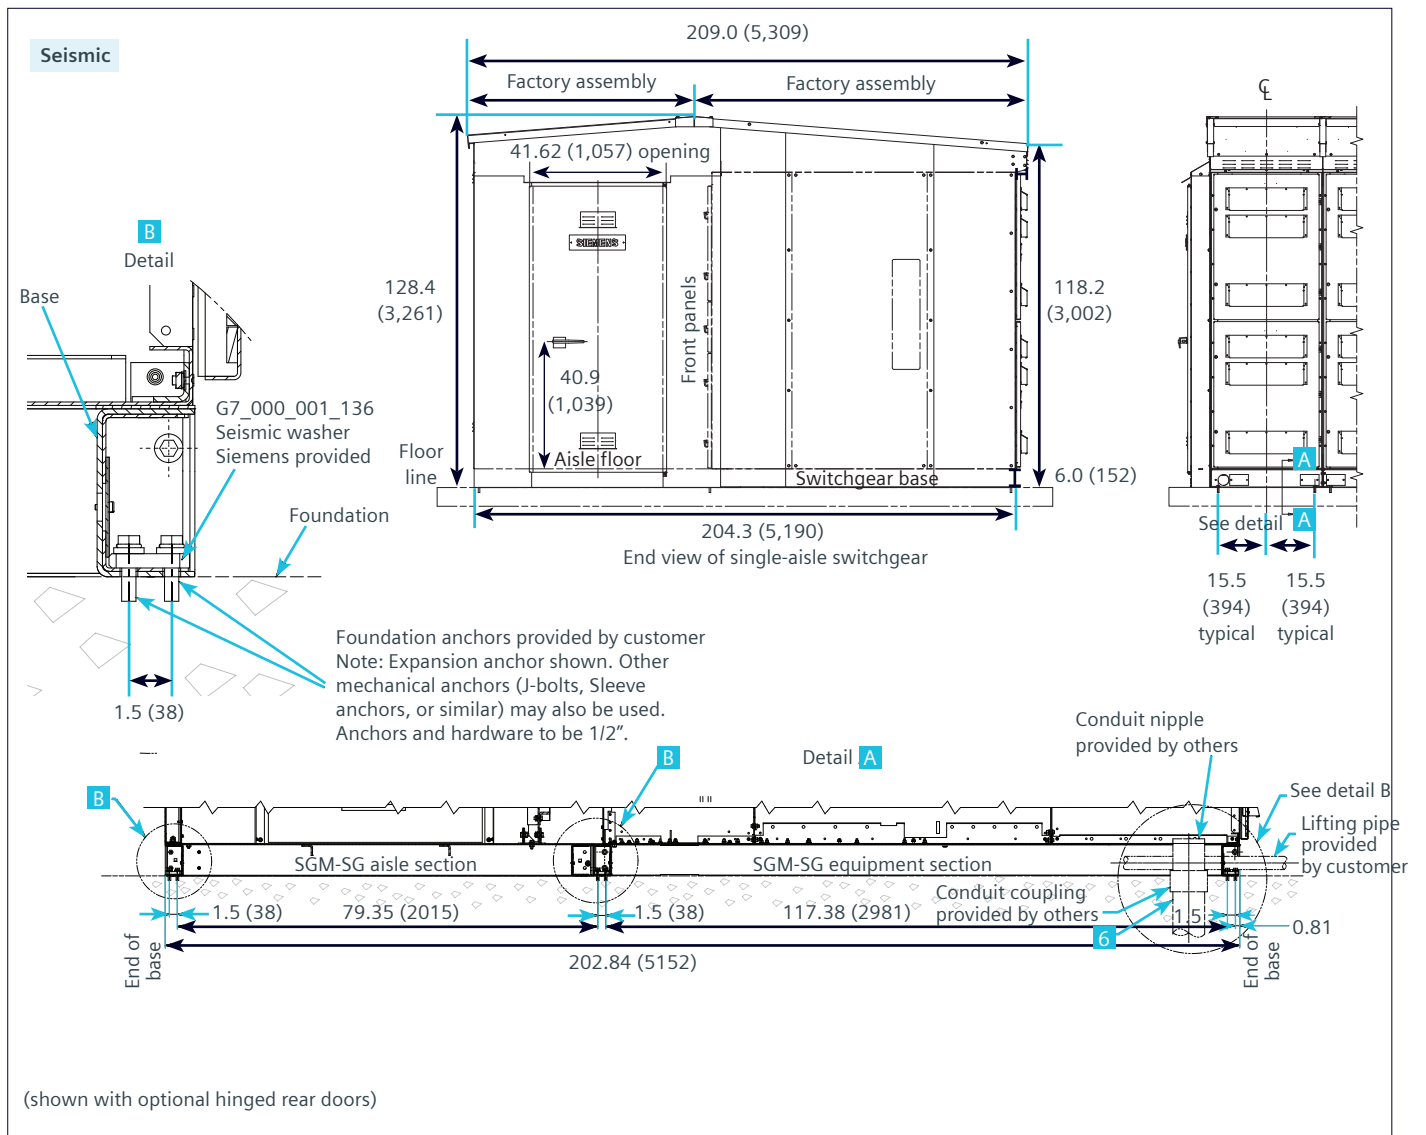 Seismic
209.0 (5,309)
Factory assembly
Factory assembly
℄
41.62 (1,057) opening
SIEMENS
B
Detail
Base
128.4
(3,261)
Front panels
118.2
(3,002)
40.9
(1,039)
G7_000_001_136
Seismic washer
Siemens provided
Floor
line
Aisle floor
Switchgear base
6.0 (152)
A
Foundation
204.3 (5,190)
End view of single-aisle switchgear
See detail A
15.5
(394)
typical
15.5
(394)
typical
Foundation anchors provided by customer
Note: Expansion anchor shown. Other
mechanical anchors (J-bolts, Sleeve
anchors, or similar) may also be used.
Anchors and hardware to be 1/2”.
1.5 (38)
Conduit nipple
provided by others
B
Detail A
B
See detail B
Lifting pipe
provided
by customer
SGM-SG aisle section
SGM-SG equipment section
Conduit coupling
provided by others
1.5 (38)
79.35 (2015)
1.5 (38)
117.38 (2981)
1.5
0.81
6
End of
base
202.84 (5152)
End of
base
(shown with optional hinged rear doors)